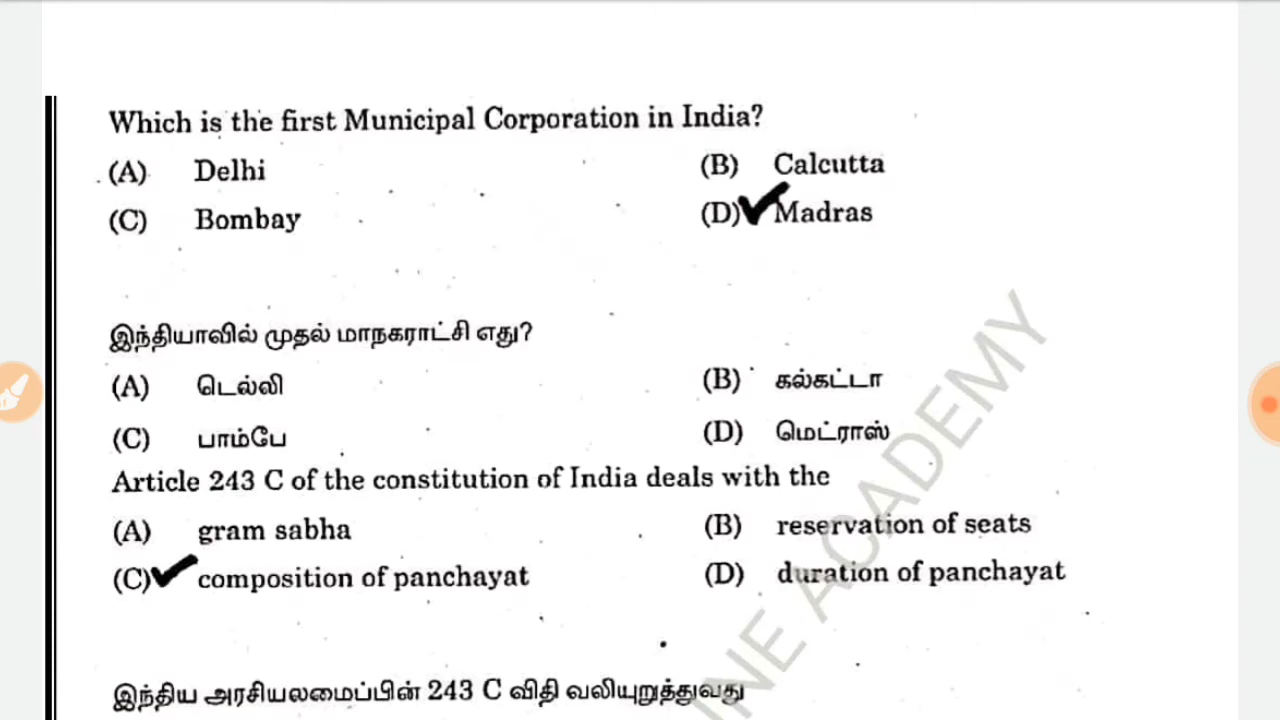 Which is the first Municipal Corporation in India?
(A) Delhi (B) Calcutta
(C) Bombay (D) Madras
இந்தியாவில் முதல் மாநகராட்சி எது?
(A) டெல்லி (B) கல்கட்டா
(C) பாம்பே (D) மெட்ராஸ்
Article 243 C of the constitution of India deals with the
(A) gram sabha (B) reservation of seats
(C) composition of panchayat (D) duration of panchayat
இந்திய அரசியலமைப்பின் 243 C விதி வலியுறுத்துவது
INE ACADEMY